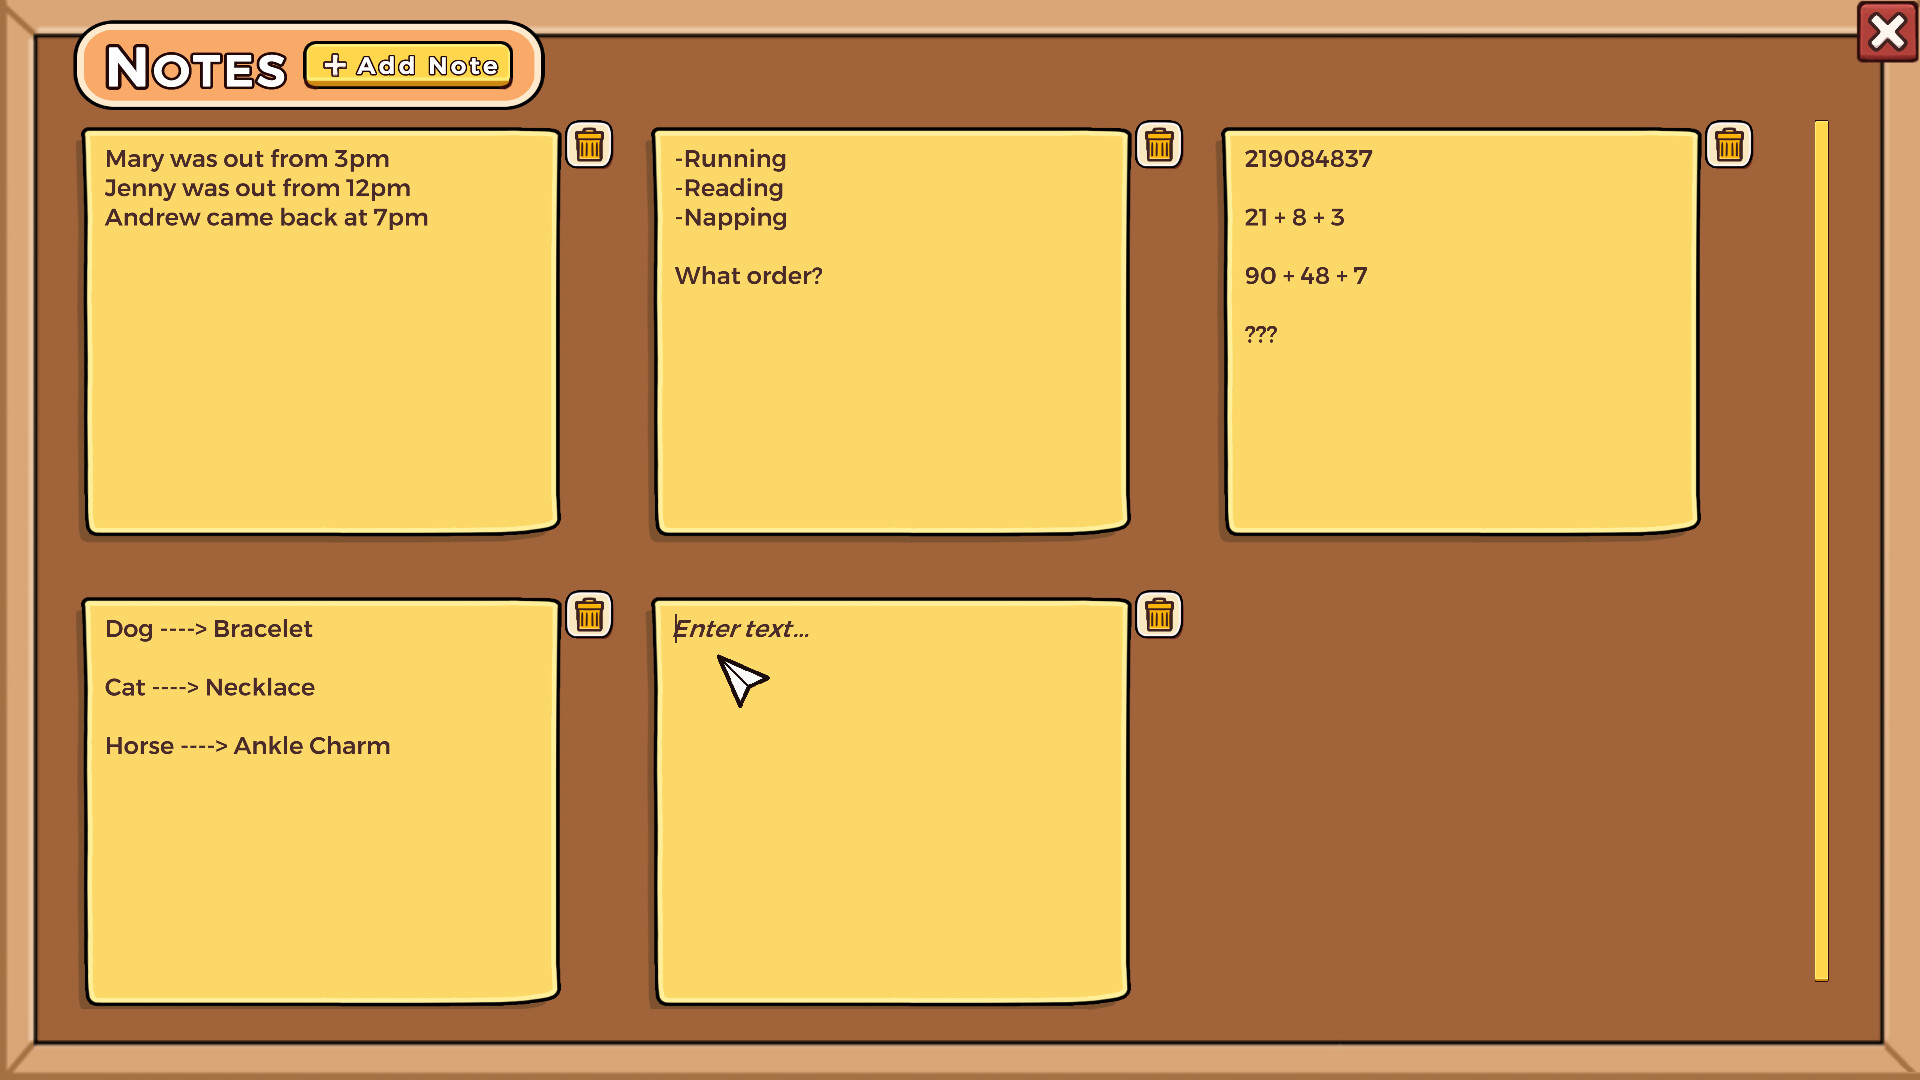 Notes
+ Add Note
Mary was out from 3pm
Jenny was out from 12pm
Andrew came back at 7pm
-Running
-Reading
-Napping
What order?
219084837
21 + 8 + 3
90 + 48 + 7
???
Dog ----> Bracelet
Cat ----> Necklace
Horse ----> Ankle Charm
Enter text...